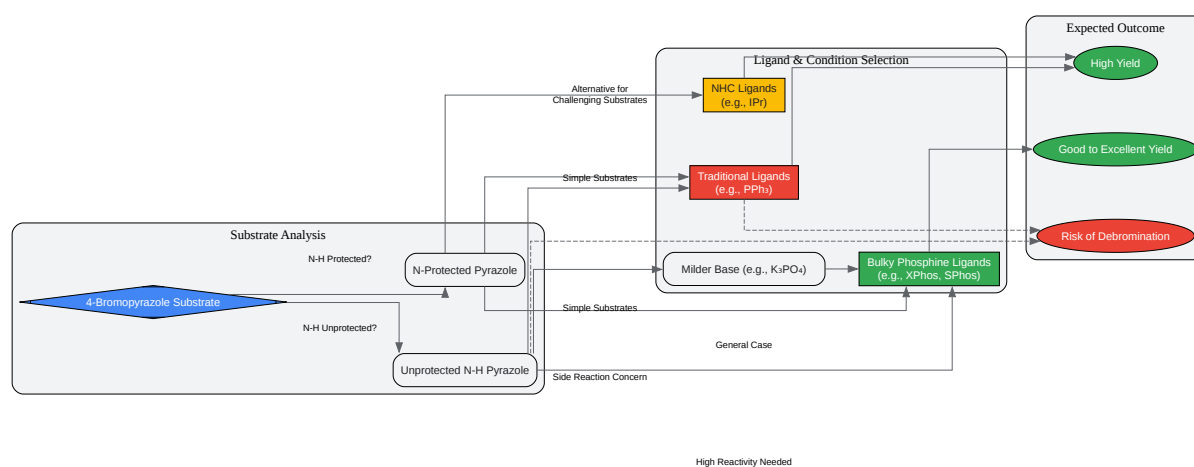 Expected Outcome
Ligand & Condition Selection
High Yield
Alternative for
Challenging Substrates
NHC Ligands
(e.g., IPr)
Good to Excellent Yield
Simple Substrates
Traditional Ligands
(e.g., PPh₃)
Substrate Analysis
Risk of Debromination
N-H Protected?
N-Protected Pyrazole
Milder Base (e.g., K₃PO₄)
Bulky Phosphine Ligands
(e.g., XPhos, SPhos)
4-Bromopyrazole Substrate
Simple Substrates
N-H Unprotected?
General Case
Unprotected N-H Pyrazole
Side Reaction Concern
High Reactivity Needed